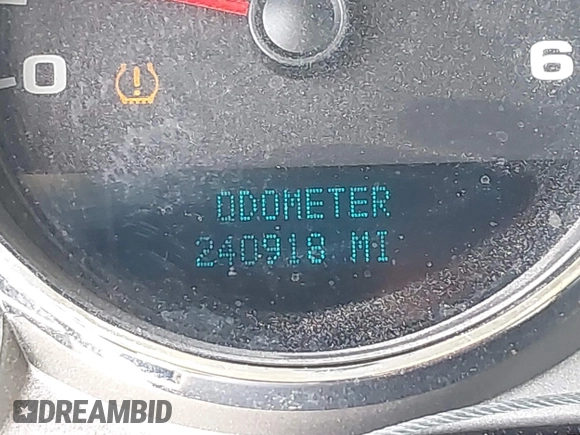 0
6
ODOMETER
240918 MI
DREAMBID